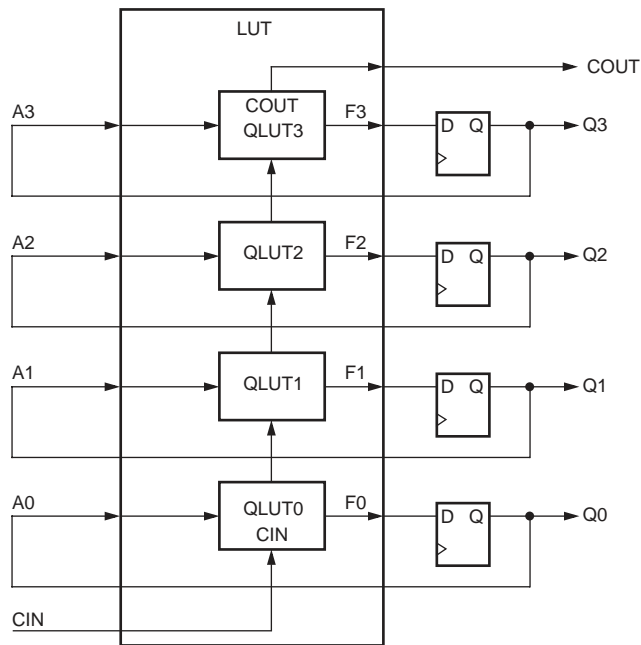 LUT
COUT
A3
COUT
QLUT3
F3
D Q
Q3
A2
QLUT2
F2
D Q
Q2
A1
QLUT1
F1
D Q
Q1
A0
QLUT0
CIN
F0
D Q
Q0
CIN